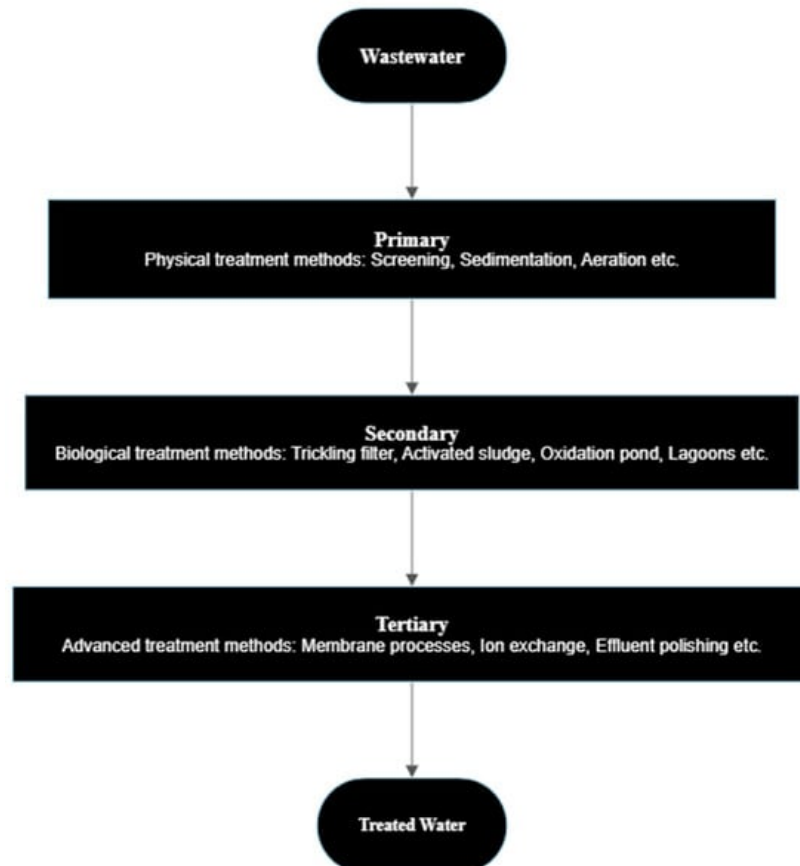 Wastewater
Primary
Physical treatment methods: Screening, Sedimentation, Aeration etc.
Secondary
Biological treatment methods: Trickling filter, Activated sludge, Oxidation pond, Lagoons etc.
Tertiary
Advanced treatment methods: Membrane processes, Ion exchange, Effluent polishing etc.
Treated Water